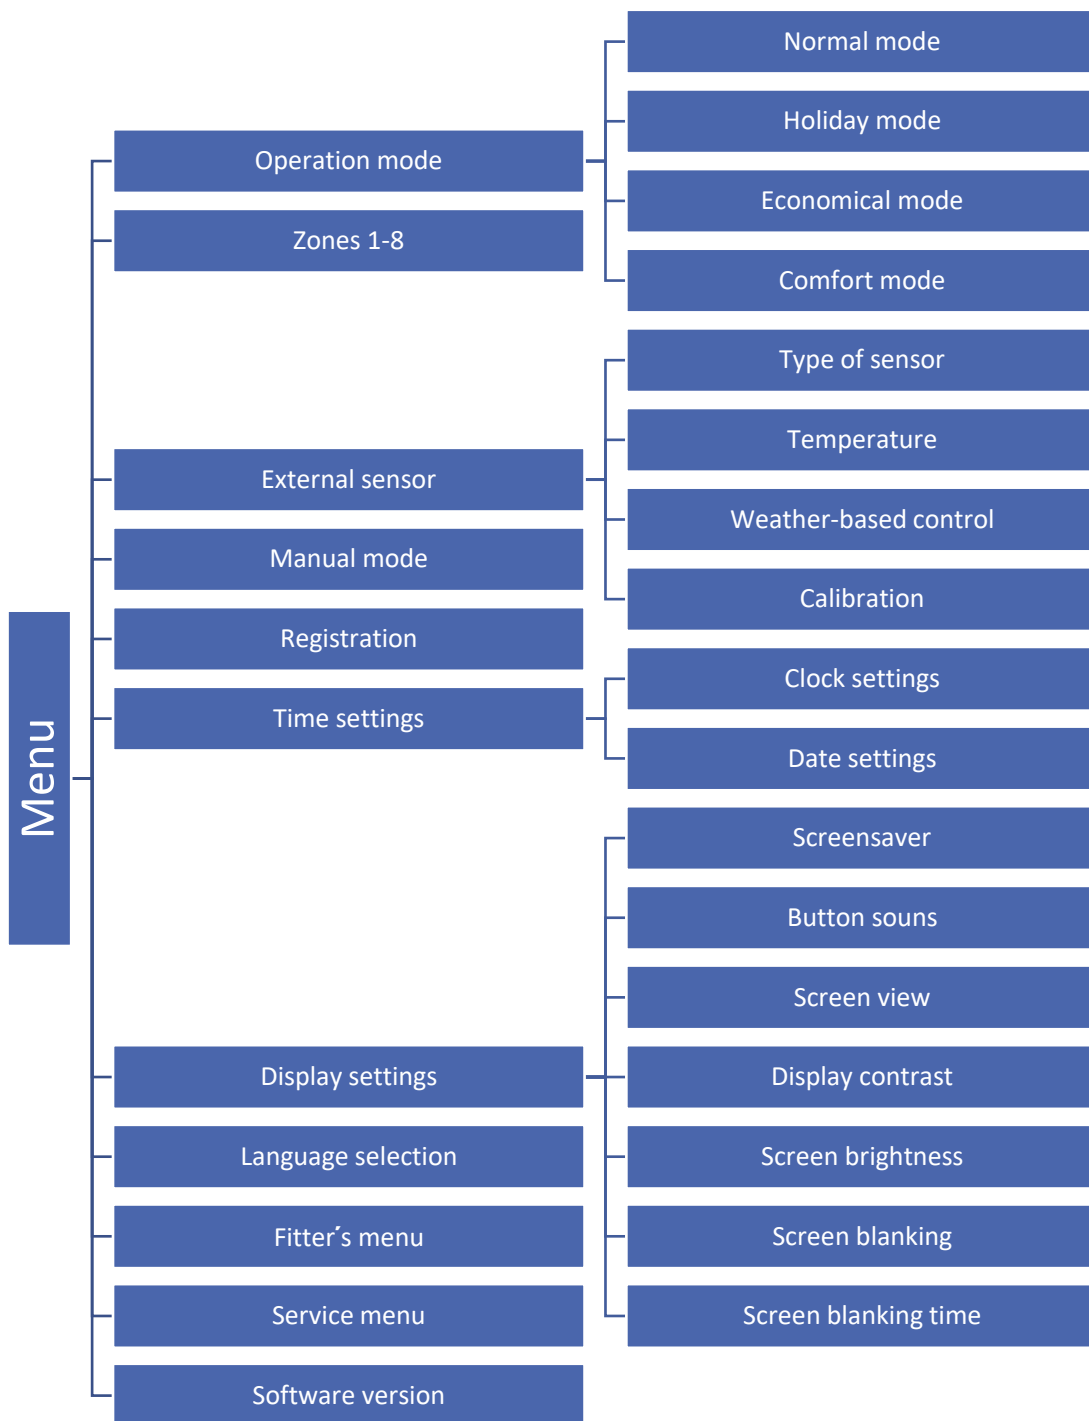 Menu
Operation mode
Normal mode
Holiday mode
Economical mode
Comfort mode
Zones 1-8
External sensor
Type of sensor
Temperature
Weather-based control
Calibration
Manual mode
Registration
Time settings
Clock settings
Date settings
Display settings
Screensaver
Button souns
Screen view
Display contrast
Screen brightness
Screen blanking
Screen blanking time
Language selection
Fitter´s menu
Service menu
Software version